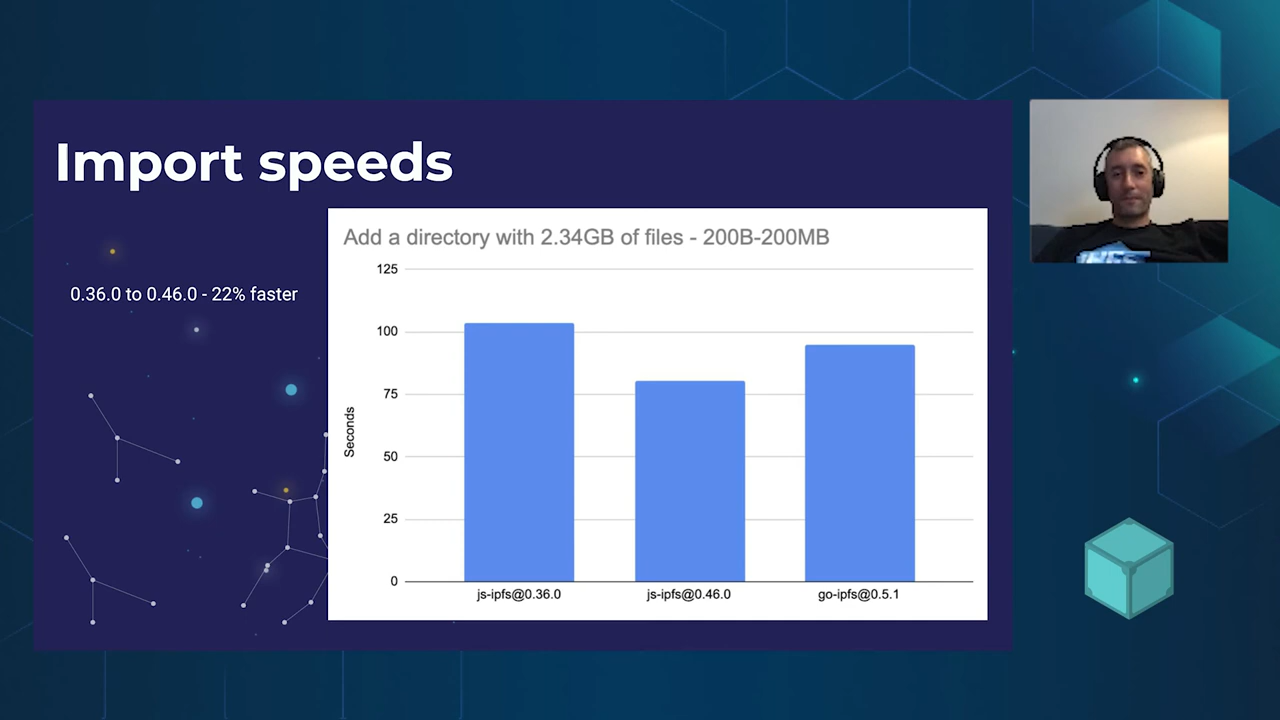 Import speeds
0.36.0 to 0.46.0 - 22% faster
Add a directory with 2.34GB of files - 200B-200MB
125
100
75
50
25
0
Seconds
js-ipfs@0.36.0
js-ipfs@0.46.0
go-ipfs@0.5.1